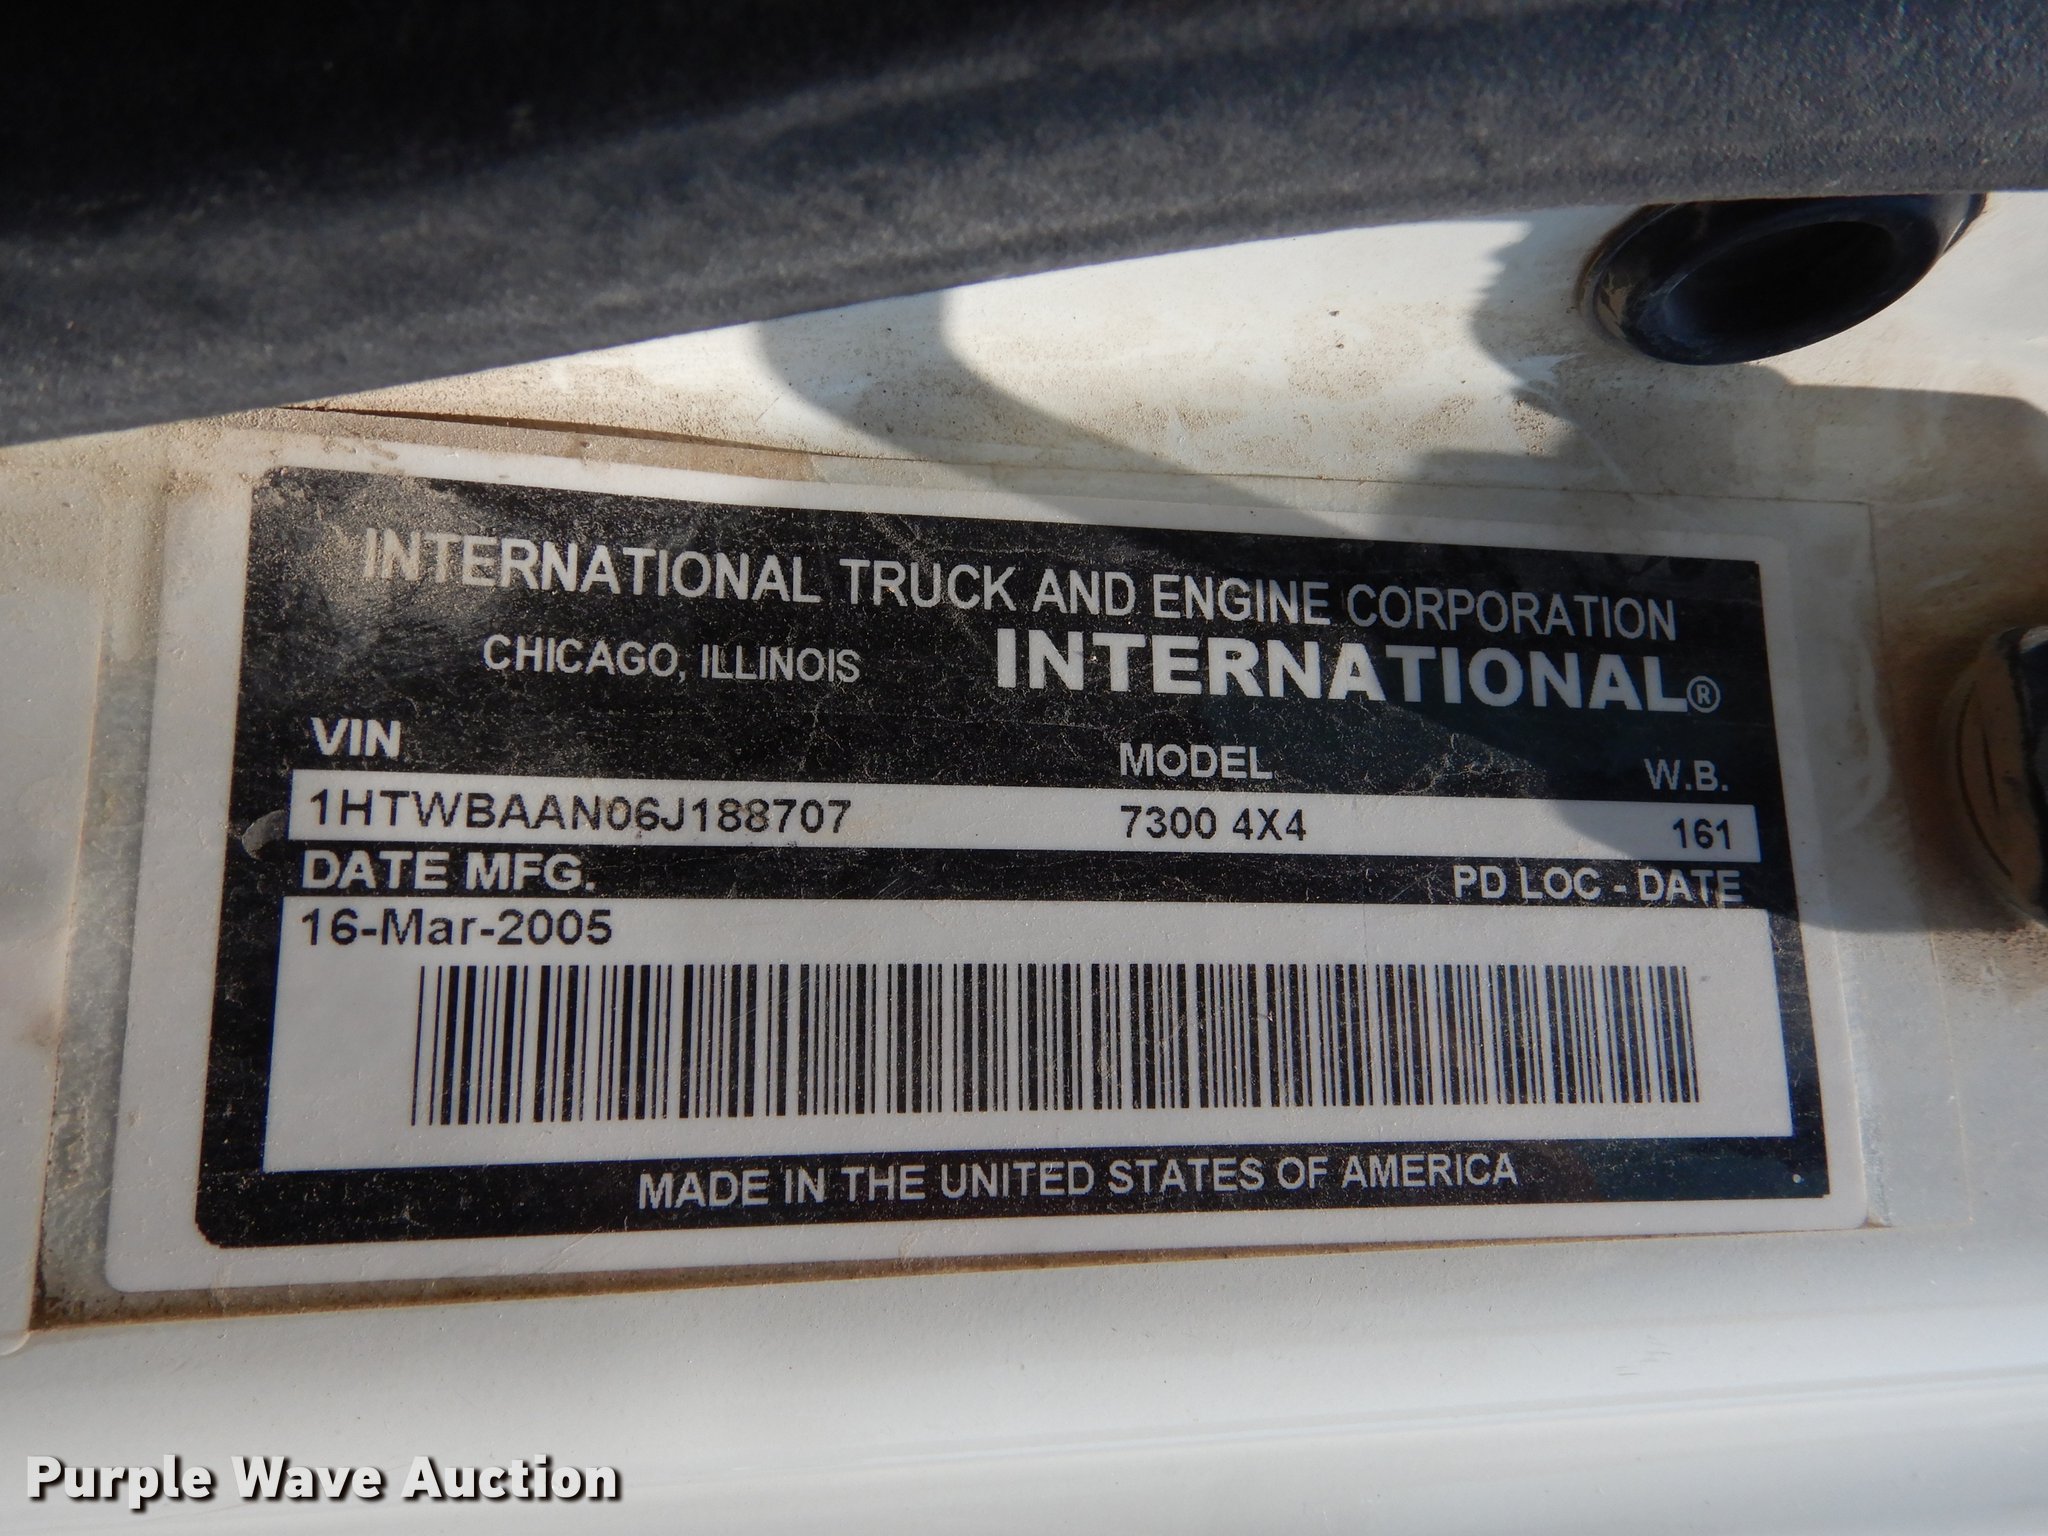 INTERNATIONAL TRUCK AND ENGINE CORPORATION
CHICAGO, ILLINOIS INTERNATIONAL®
VIN MODEL W.B.
1HTWBAAN06J188707 7300 4X4 161
DATE MFG. PD LOC - DATE
16-Mar-2005
MADE IN THE UNITED STATES OF AMERICA
Purple Wave Auction